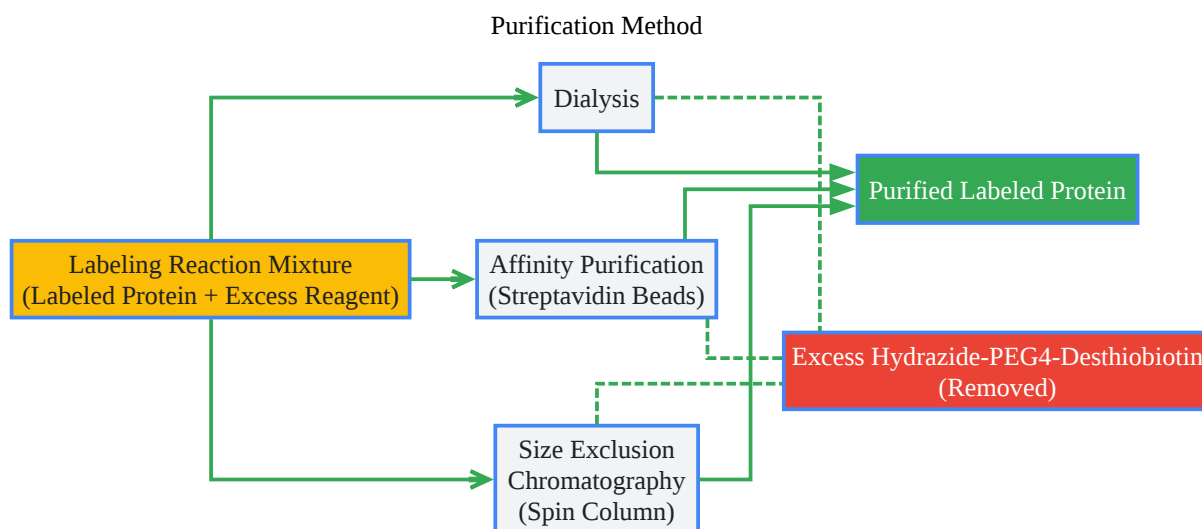 Purification Method
Dialysis
Purified Labeled Protein
Labeling Reaction Mixture
(Labeled Protein + Excess Reagent)
Affinity Purification
(Streptavidin Beads)
Excess Hydrazide-PEG4-Desthiobiotin
(Removed)
Size Exclusion
Chromatography
(Spin Column)